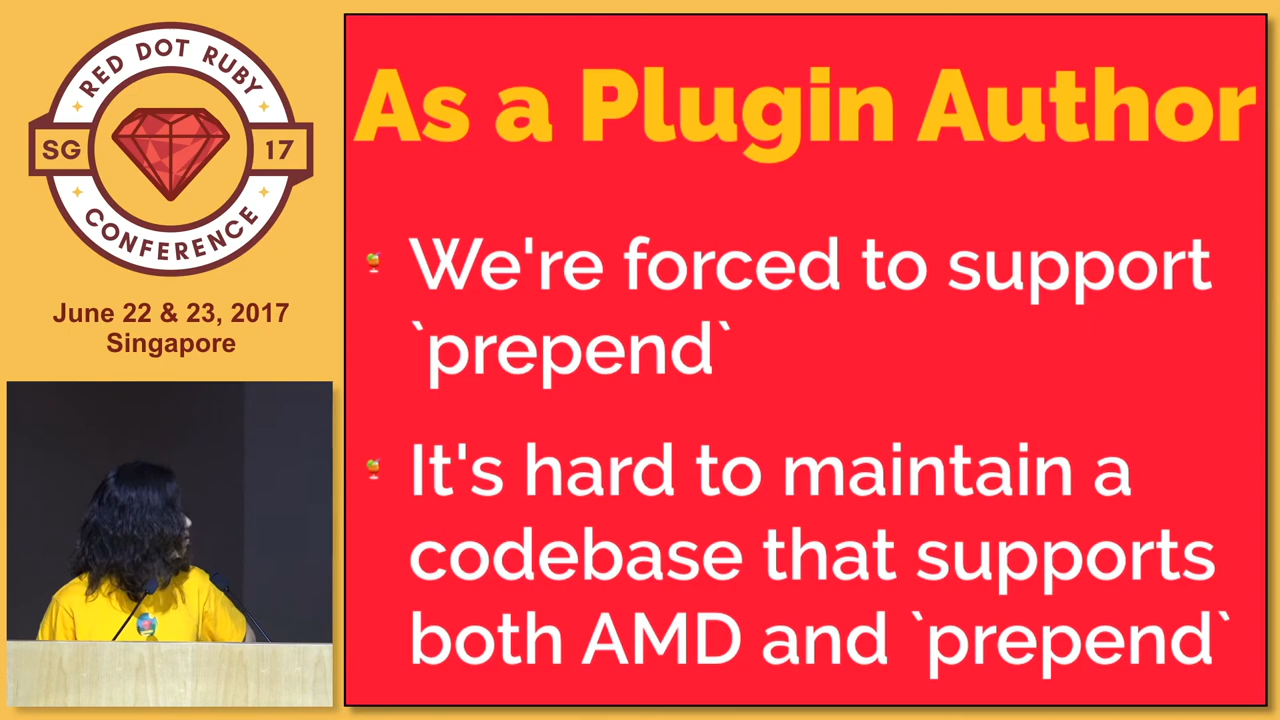 RED DOT RUBY
SG 17
CONFERENCE
June 22 & 23, 2017
Singapore
As a Plugin Author
We're forced to support
`prepend`
It's hard to maintain a
codebase that supports
both AMD and `prepend`